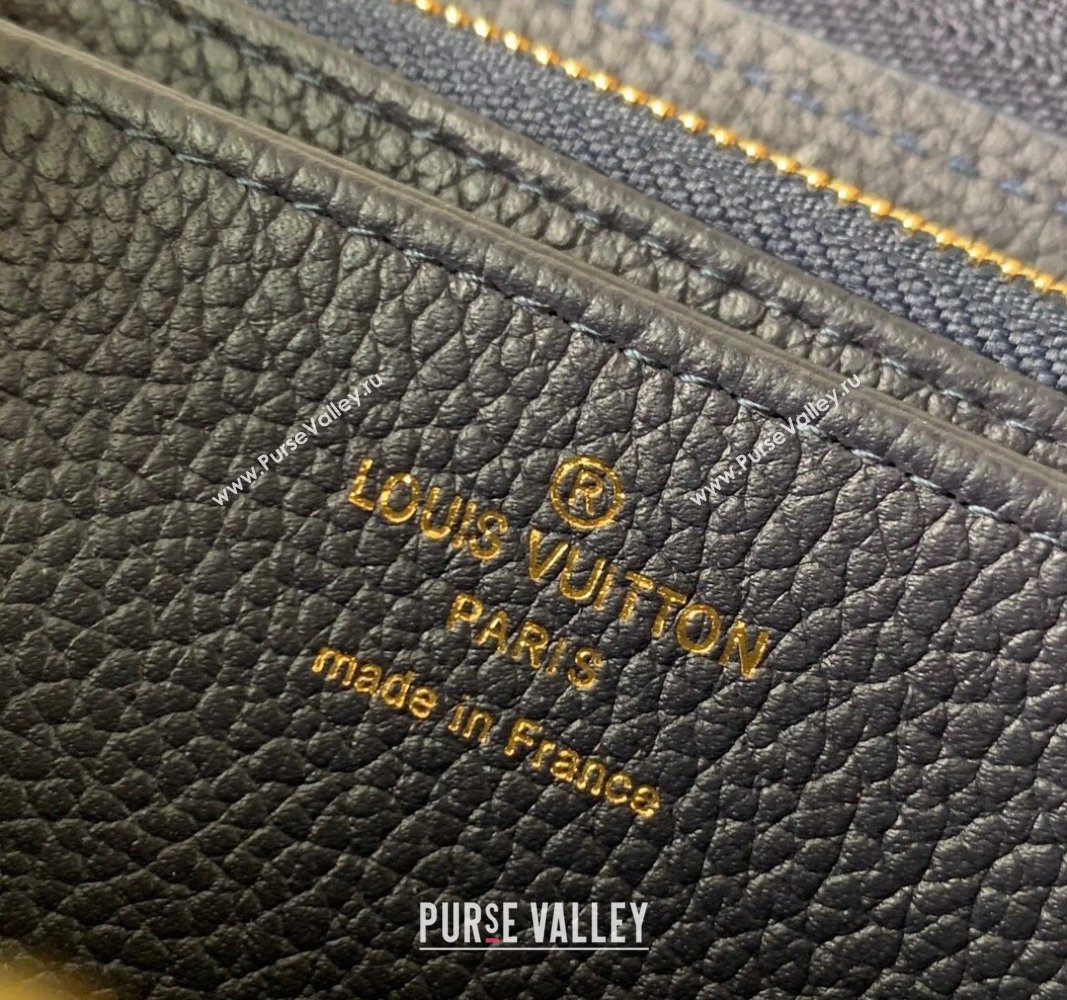 www.PurseValley.ru
www.PurseValley.ru
®
LOUIS VUITTON
PARIS
made in France
PURSE VALLEY